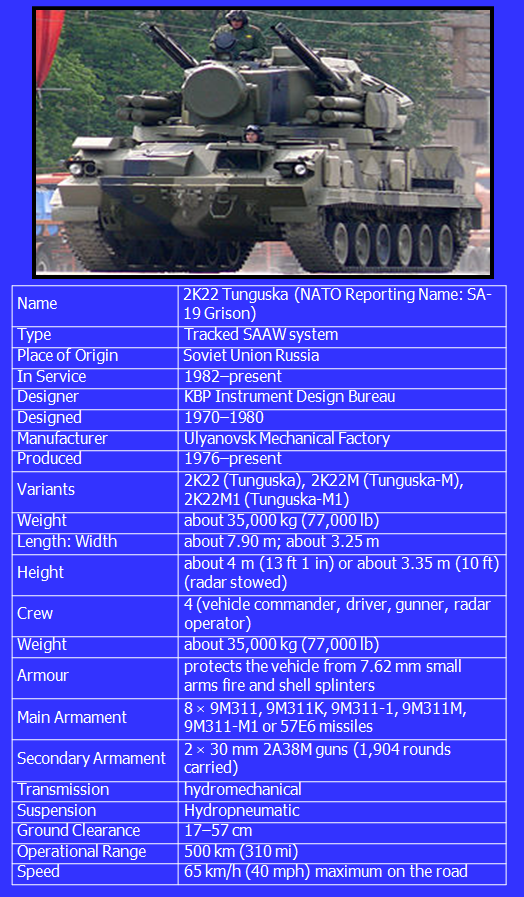 Name
2K22 Tunguska (NATO Reporting Name: SA-
19 Grison)
Type
Tracked SAAW system
Place of Origin
Soviet Union Russia
In Service
1982–present
Designer
KBP Instrument Design Bureau
Designed
1970–1980
Manufacturer
Ulyanovsk Mechanical Factory
Produced
1976–present
Variants
2K22 (Tunguska), 2K22M (Tunguska-M),
2K22M1 (Tunguska-M1)
Weight
about 35,000 kg (77,000 lb)
Length: Width
about 7.90 m; about 3.25 m
Height
about 4 m (13 ft 1 in) or about 3.35 m (10 ft)
(radar stowed)
Crew
4 (vehicle commander, driver, gunner, radar
operator)
Weight
about 35,000 kg (77,000 lb)
Armour
protects the vehicle from 7.62 mm small
arms fire and shell splinters
Main Armament
8 × 9M311, 9M311K, 9M311-1, 9M311M,
9M311-M1 or 57E6 missiles
Secondary Armament
2 × 30 mm 2A38M guns (1,904 rounds
carried)
Transmission
hydromechanical
Suspension
Hydropneumatic
Ground Clearance
17–57 cm
Operational Range
500 km (310 mi)
Speed
65 km/h (40 mph) maximum on the road